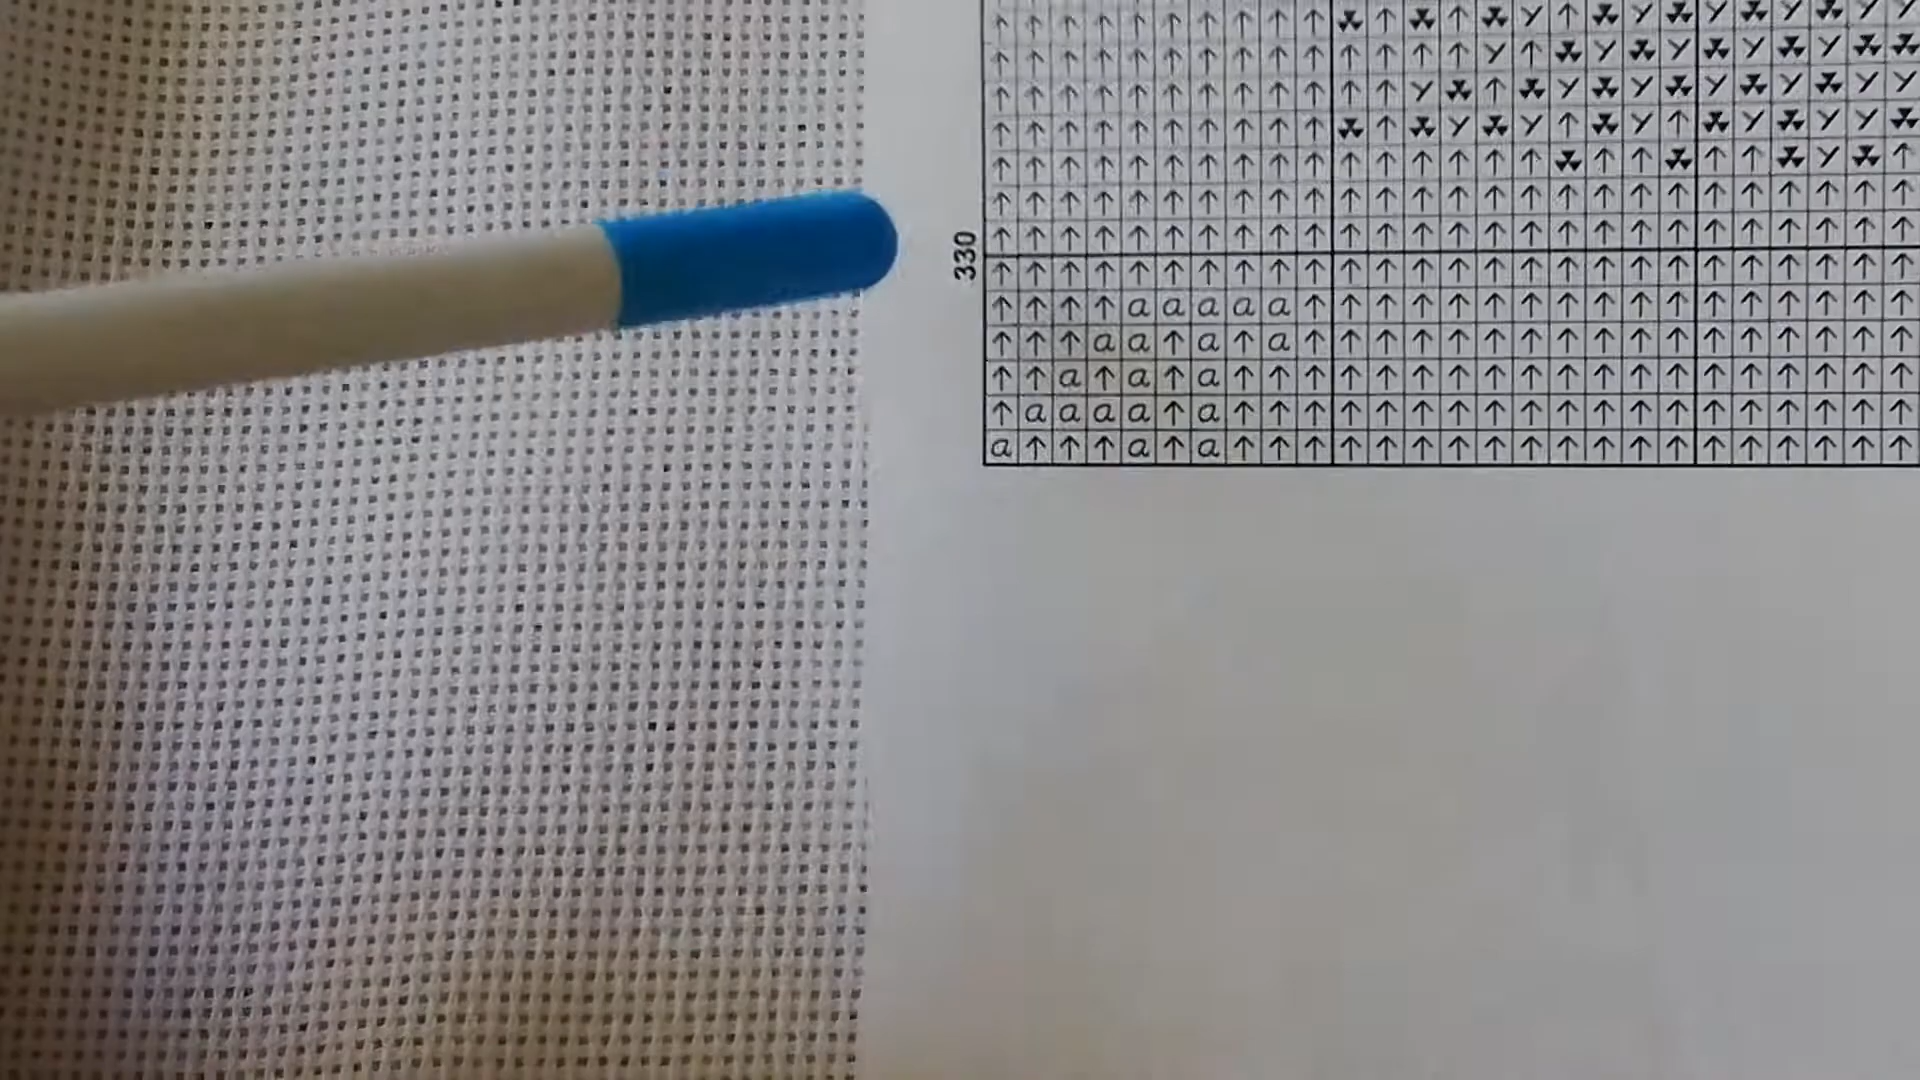 ↑ ↑ ↑ ↑ ↑ ↑ ↑ ↑ ↑ ↑ ↑ ↑ Y ↑ Y Y Y Y Y
↑ ↑ ↑ ↑ ↑ ↑ ↑ ↑ ↑ ↑ ↑ ↑ ↑ ↑ Y ↑ Y Y Y Y
↑ ↑ ↑ ↑ ↑ ↑ ↑ ↑ ↑ ↑ ↑ ↑ Y ↑ Y Y Y Y Y Y
↑ ↑ ↑ ↑ ↑ ↑ ↑ ↑ ↑ ↑ ↑ Y Y ↑ Y ↑ Y Y Y
↑ ↑ ↑ ↑ ↑ ↑ ↑ ↑ ↑ ↑ ↑ ↑ ↑ ↑ ↑ ↑ ↑ ↑ ↑ ↑ ↑ Y ↑
↑ ↑ ↑ ↑ ↑ ↑ ↑ ↑ ↑ ↑ ↑ ↑ ↑ ↑ ↑ ↑ ↑ ↑ ↑ ↑ ↑ ↑ ↑ ↑ ↑ ↑
330
↑ ↑ ↑ ↑ ↑ ↑ ↑ ↑ ↑ ↑ ↑ ↑ ↑ ↑ ↑ ↑ ↑ ↑ ↑ ↑ ↑ ↑ ↑ ↑ ↑ ↑
↑ ↑ ↑ ↑ ↑ ↑ ↑ ↑ ↑ ↑ ↑ ↑ ↑ ↑ ↑ ↑ ↑ ↑ ↑ ↑ ↑ ↑ ↑ ↑ ↑ ↑
↑ ↑ ↑ ↑ a a a a a ↑ ↑ ↑ ↑ ↑ ↑ ↑ ↑ ↑ ↑ ↑ ↑ ↑ ↑ ↑ ↑ ↑
↑ ↑ ↑ a a ↑ a ↑ a ↑ ↑ ↑ ↑ ↑ ↑ ↑ ↑ ↑ ↑ ↑ ↑ ↑ ↑ ↑ ↑ ↑
↑ ↑ a ↑ a ↑ a ↑ ↑ ↑ ↑ ↑ ↑ ↑ ↑ ↑ ↑ ↑ ↑ ↑ ↑ ↑ ↑ ↑ ↑ ↑
↑ a a a a ↑ a ↑ ↑ ↑ ↑ ↑ ↑ ↑ ↑ ↑ ↑ ↑ ↑ ↑ ↑ ↑ ↑ ↑ ↑ ↑
a ↑ ↑ ↑ a ↑ a ↑ ↑ ↑ ↑ ↑ ↑ ↑ ↑ ↑ ↑ ↑ ↑ ↑ ↑ ↑ ↑ ↑ ↑ ↑